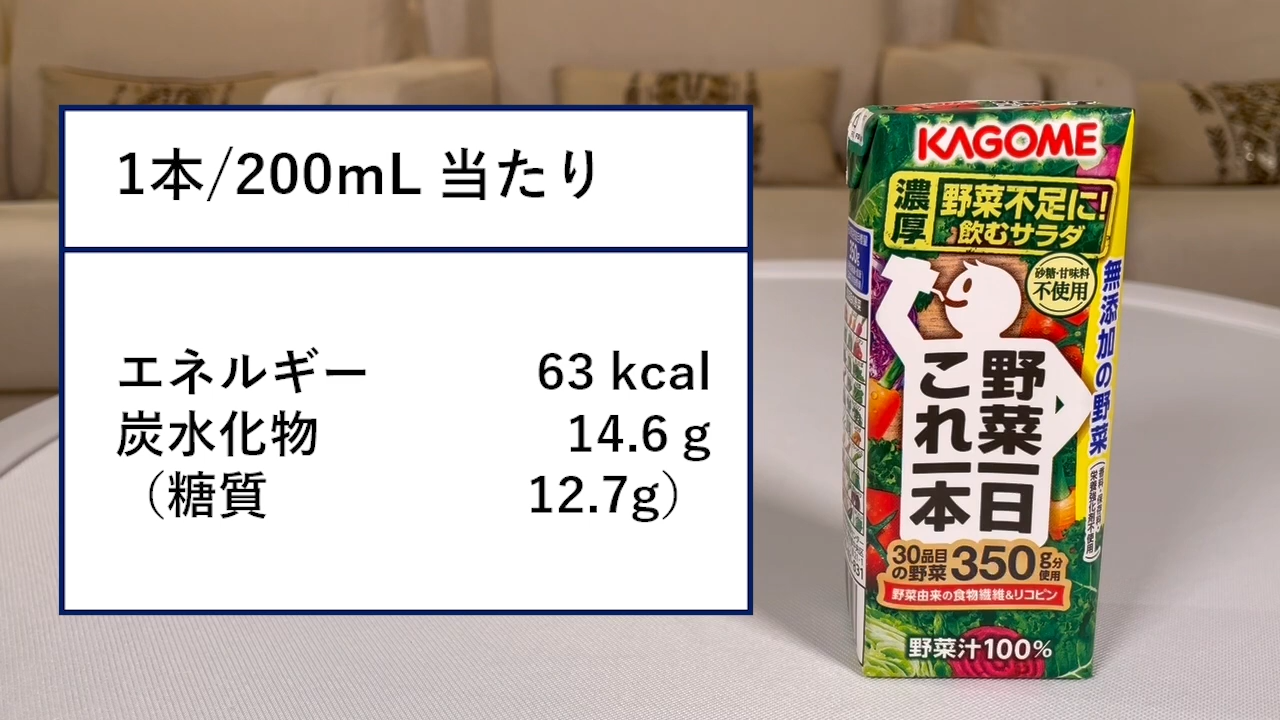 1本/200mL 当たり
エネルギー 63 kcal
炭水化物 14.6 g
（糖質 12.7g）
KAGOME
濃厚
野菜不足に!
飲むサラダ
砂糖・甘味料
不使用
無添加の野菜
野菜一日
これ一本
30品目
の野菜
350g分
使用
野菜由来の食物繊維&リコピン
野菜汁100%